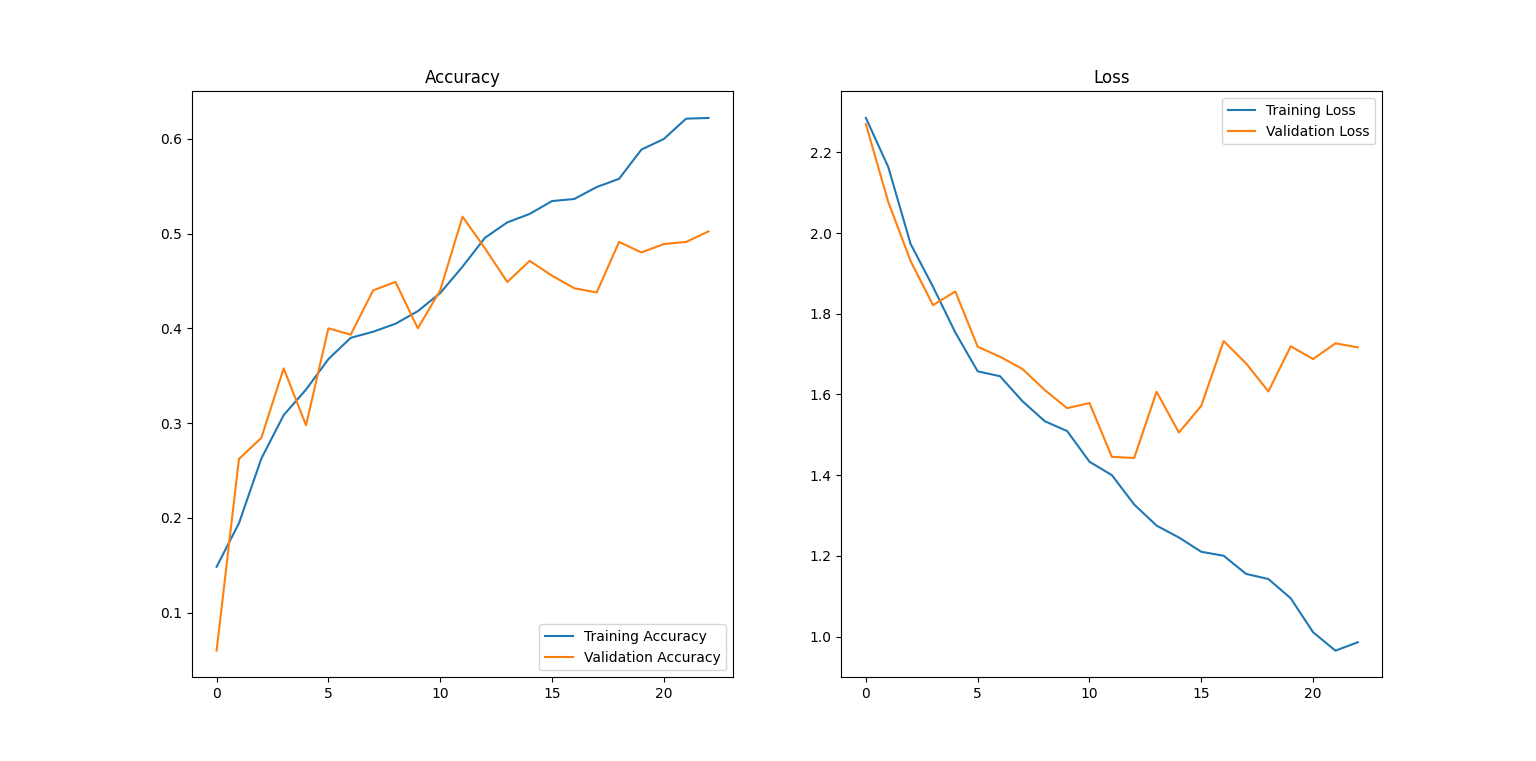 Accuracy
0.6
0.5
0.4
0.3
0.2
0.1
0 5 10 15 20
Training Accuracy
Validation Accuracy
Loss
Training Loss
Validation Loss
2.2
2.0
1.8
1.6
1.4
1.2
1.0
0 5 10 15 20